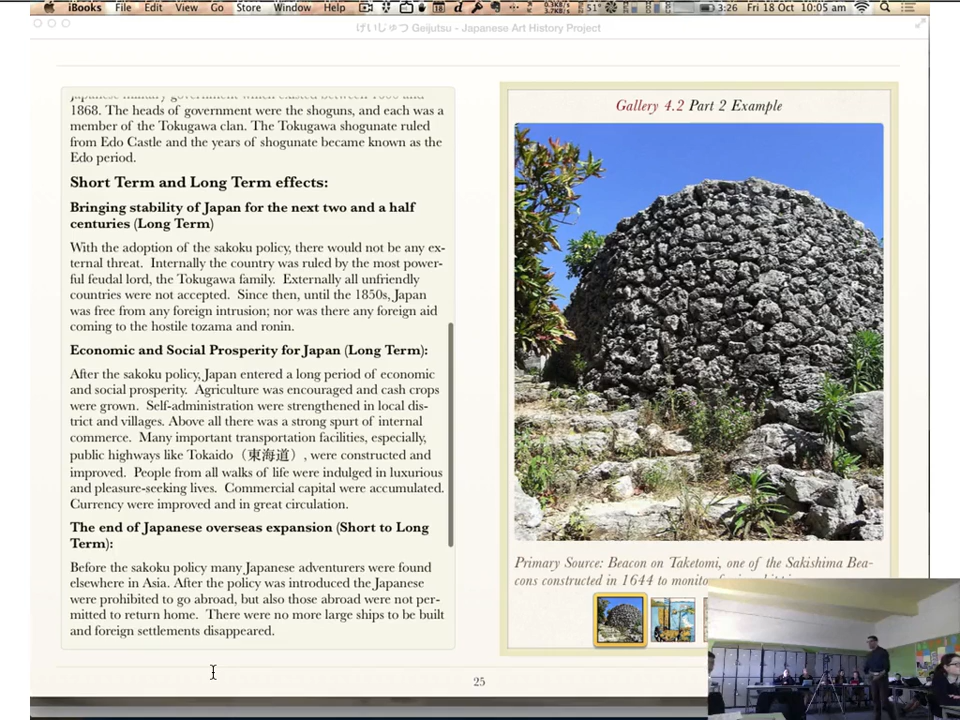 iBooks File Edit View Go Store Window Help 0.3KB/s 3.7KB/s 51° 3:26 Fri 18 Oct 10:05 am
げいじゅつ Geijutsu - Japanese Art History Project
1868. The heads of government were the shoguns, and each was a
member of the Tokugawa clan. The Tokugawa shogunate ruled
from Edo Castle and the years of shogunate became known as the
Edo period.
Short Term and Long Term effects:
Bringing stability of Japan for the next two and a half
centuries (Long Term)
With the adoption of the sakoku policy, there would not be any ex-
ternal threat. Internally the country was ruled by the most power-
ful feudal lord, the Tokugawa family. Externally all unfriendly
countries were not accepted. Since then, until the 1850s, Japan
was free from any foreign intrusion; nor was there any foreign aid
coming to the hostile tozama and ronin.
Economic and Social Prosperity for Japan (Long Term):
After the sakoku policy, Japan entered a long period of economic
and social prosperity. Agriculture was encouraged and cash crops
were grown. Self-administration were strengthened in local dis-
trict and villages. Above all there was a strong spurt of internal
commerce. Many important transportation facilities, especially,
public highways like Tokaido（東海道）, were constructed and
improved. People from all walks of life were indulged in luxurious
and pleasure-seeking lives. Commercial capital were accumulated.
Currency were improved and in great circulation.
The end of Japanese overseas expansion (Short to Long
Term):
Before the sakoku policy many Japanese adventurers were found
elsewhere in Asia. After the policy was introduced the Japanese
were prohibited to go abroad, but also those abroad were not per-
mitted to return home. There were no more large ships to be built
and foreign settlements disappeared.
Gallery 4.2 Part 2 Example
Primary Source: Beacon on Taketomi, one of the Sakishima Bea-
cons constructed in 1644 to monitor
25